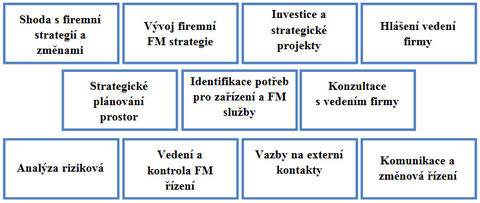 Shoda s firemní
strategií a
změnami
Vývoj firemní
FM strategie
Investice a
strategické
projekty
Hlášení vedení
firmy
Strategické
plánování
prostor
Identifikace potřeb
pro zařízení a FM
služby
Konzultace
s vedením firmy
Analýza riziková
Vedení a
kontrola FM
řízení
Vazby na externí
kontakty
Komunikace a
změnová řízení